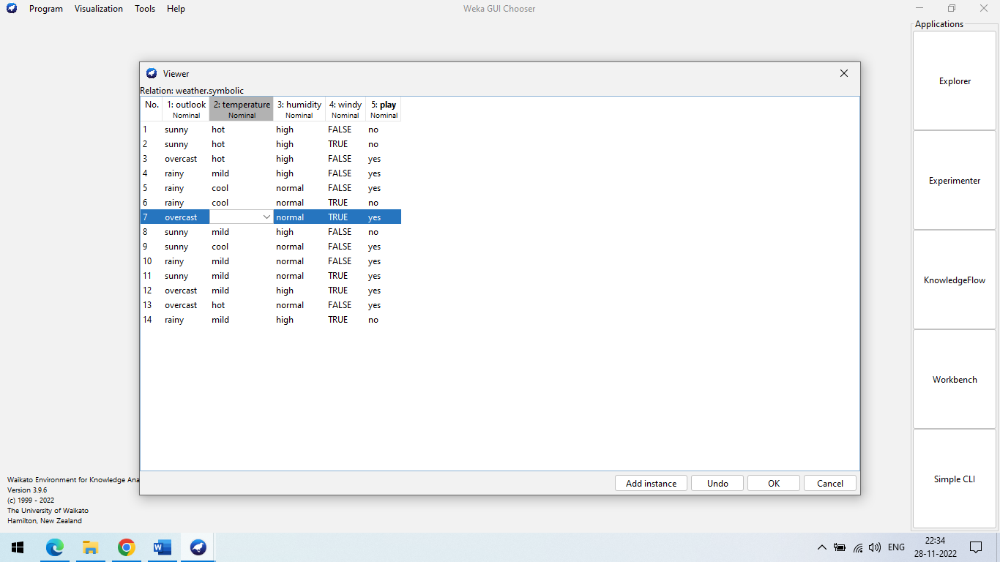 Program Visualization Tools Help Weka GUI Chooser
Applications
Explorer
Experimenter
KnowledgeFlow
Workbench
Simple CLI
Viewer
Relation: weather.symbolic
No. 1: outlook 2: temperature 3: humidity 4: windy 5: play
Nominal Nominal Nominal Nominal Nominal
1 sunny hot high FALSE no
2 sunny hot high TRUE no
3 overcast hot high FALSE yes
4 rainy mild high FALSE yes
5 rainy cool normal FALSE yes
6 rainy cool normal TRUE no
7 overcast normal TRUE yes
8 sunny mild high FALSE no
9 sunny cool normal FALSE yes
10 rainy mild normal FALSE yes
11 sunny mild normal TRUE yes
12 overcast mild high TRUE yes
13 overcast hot normal FALSE yes
14 rainy mild high TRUE no
Add instance Undo OK Cancel
Waikato Environment for Knowledge Ana
Version 3.9.6
(c) 1999 - 2022
The University of Waikato
Hamilton, New Zealand
ENG 22:34
28-11-2022